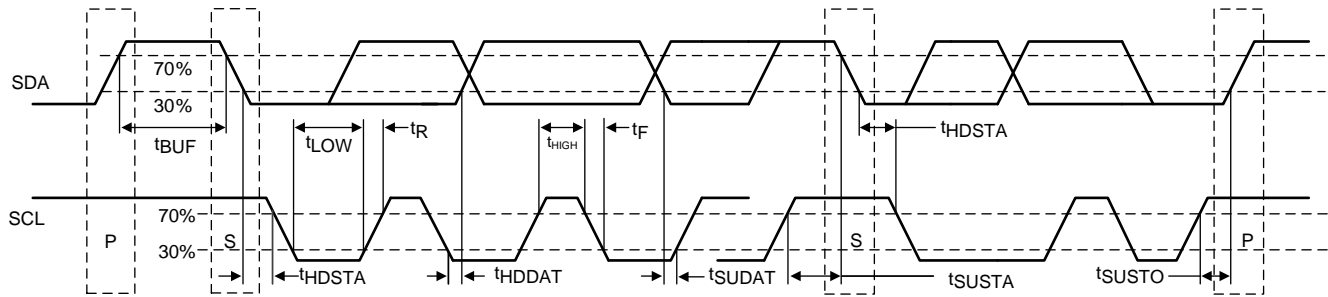 SDA
70%
30%
tBUF
tLOW
tR
tHIGH
tF
tHDSTA
SCL
70%
30%
P
S
S
P
tHDSTA
tHDDAT
tSUDAT
tSUSTA
tSUSTO